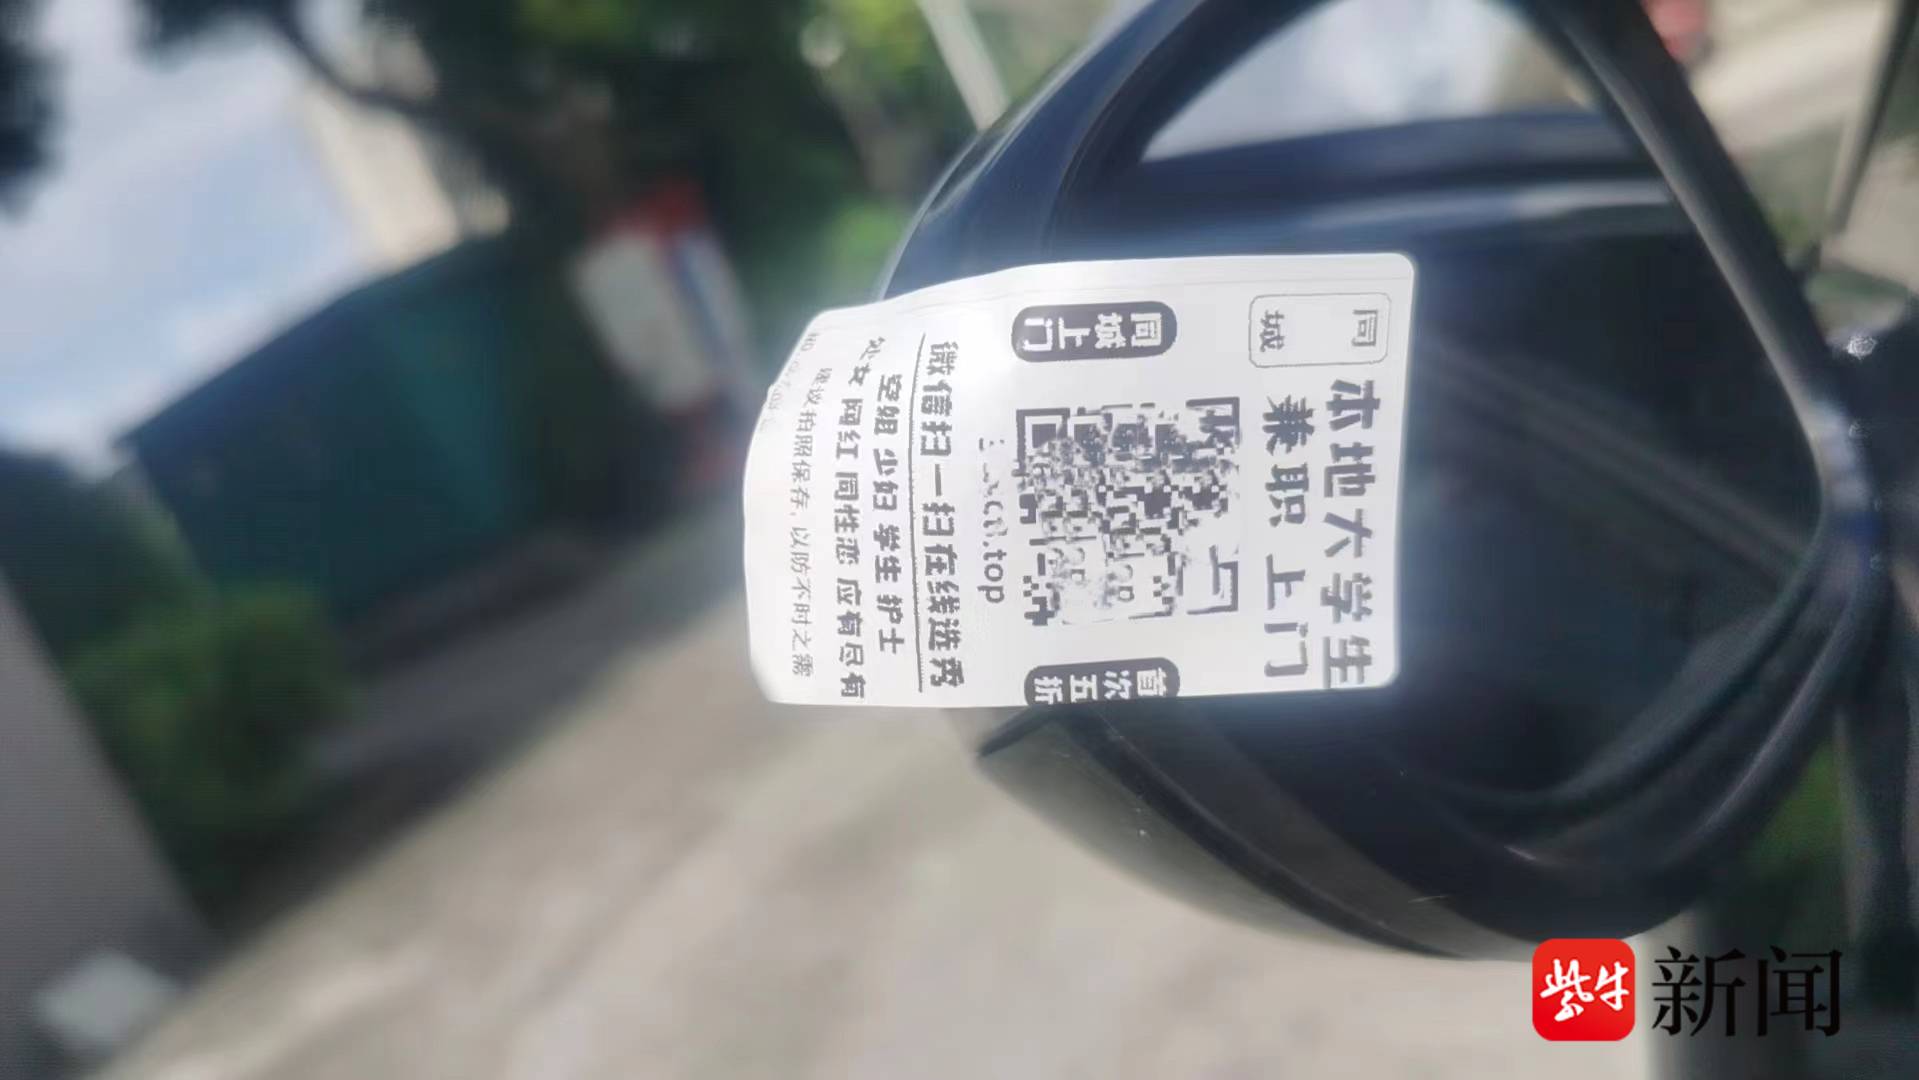 同城
本地大学生
兼职 上门
同城上门
首次五折
.top
微信扫一扫在线选秀
空姐 少妇 学生 护士
处女 网红 同性恋 应有尽有
建议拍照保存，以防不时之需
紫牛新闻